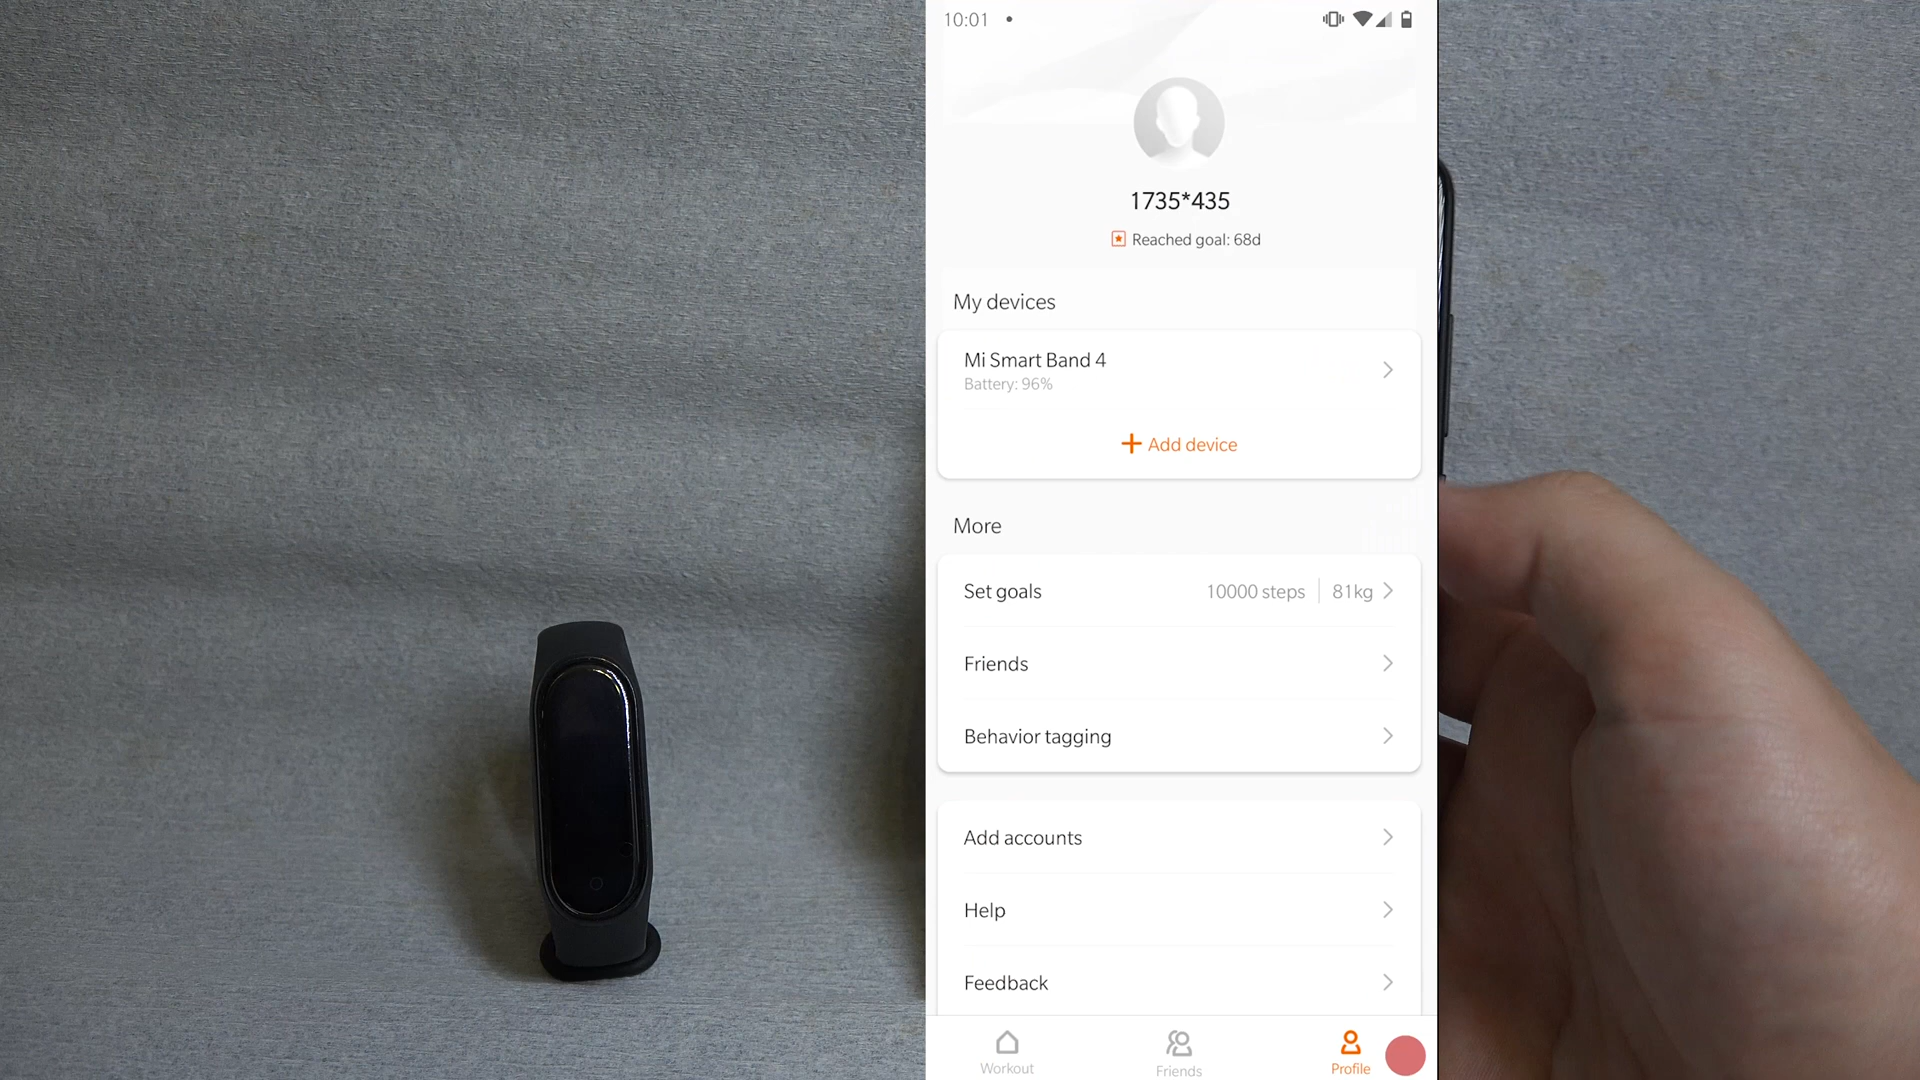 10:01
1735*435
Reached goal: 68d
My devices
Mi Smart Band 4
Battery: 96%
+ Add device
More
Set goals 10000 steps | 81kg
Friends
Behavior tagging
Add accounts
Help
Feedback
Workout Friends Profile